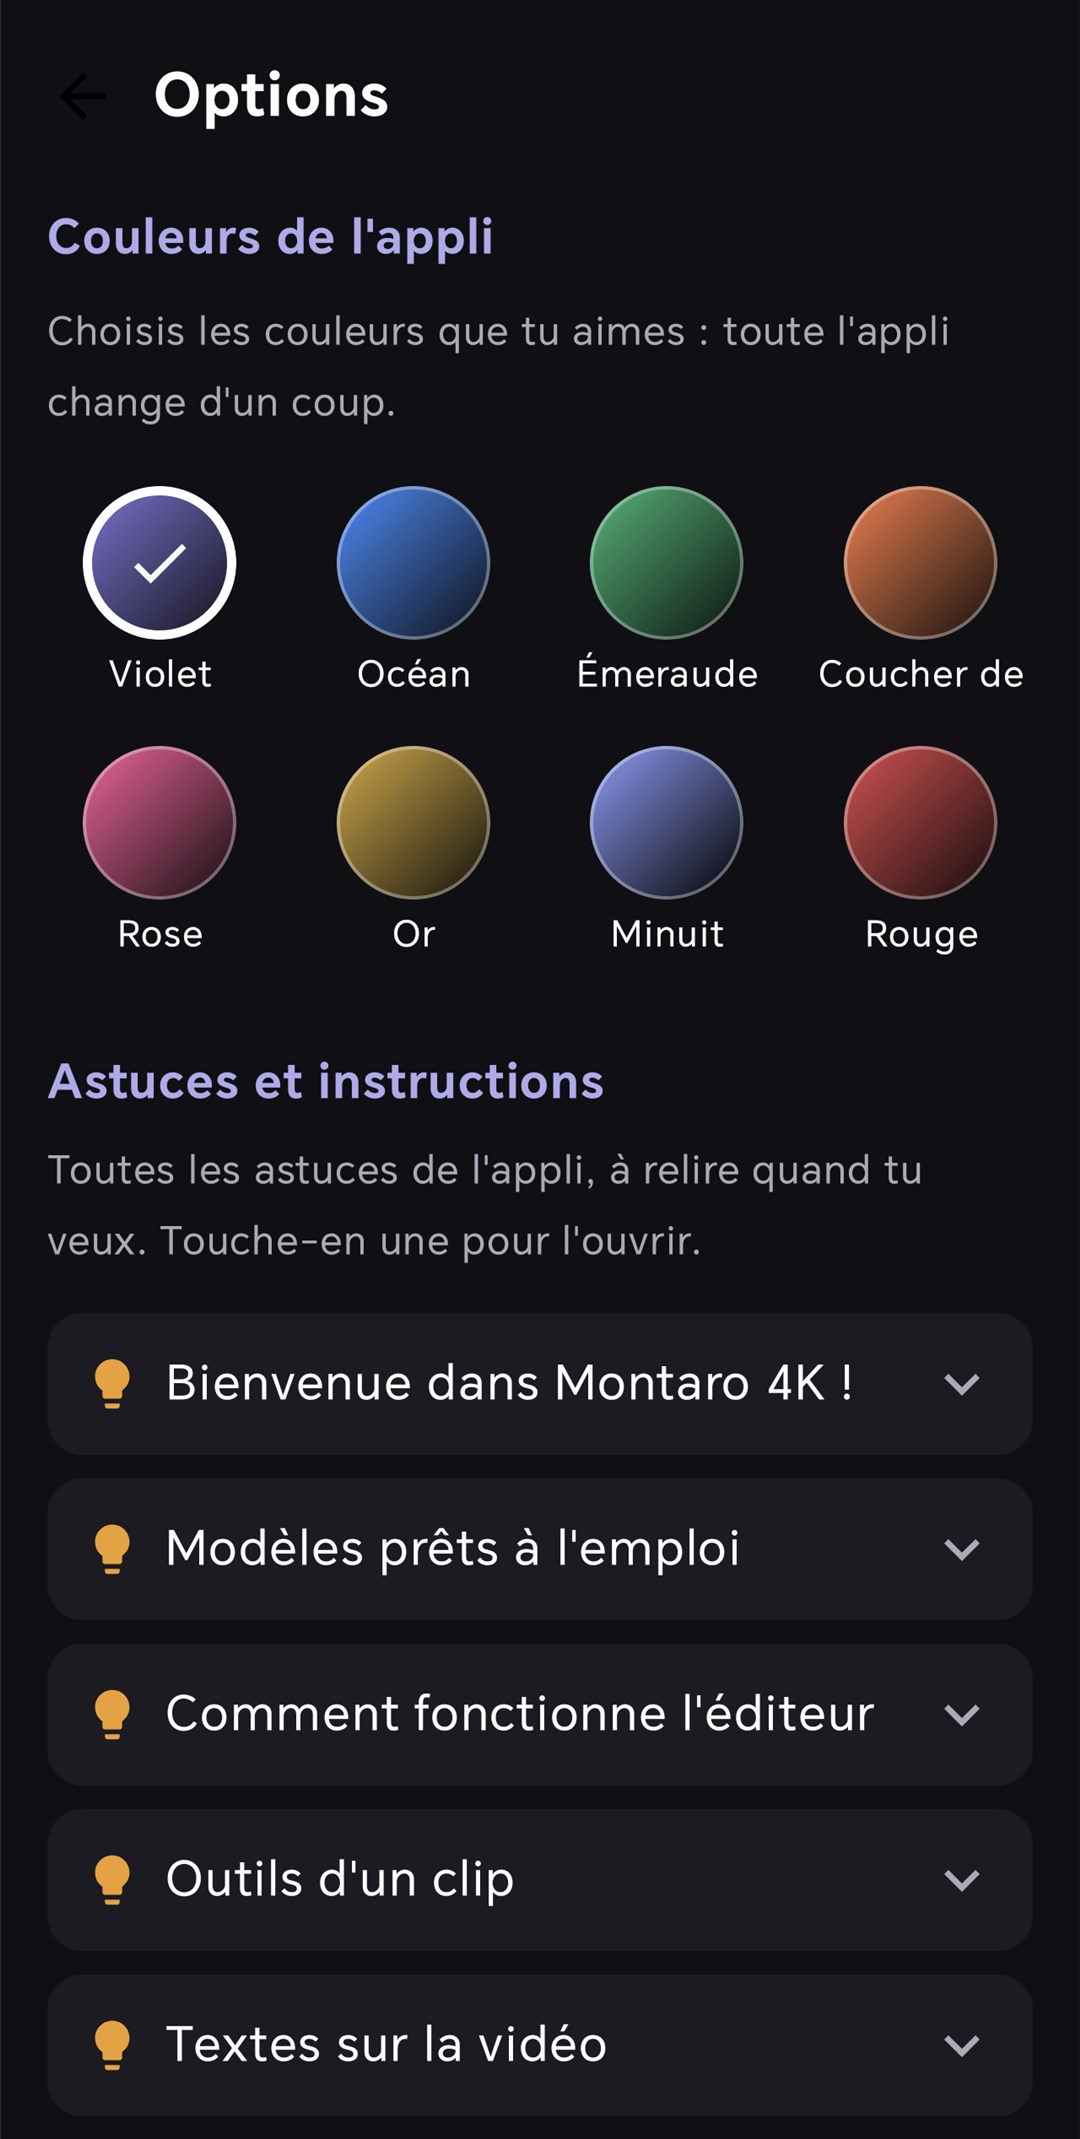 Options
Couleurs de l'appli
Choisis les couleurs que tu aimes : toute l'appli
change d'un coup.
Violet
Océan
Émeraude
Coucher de
Rose
Or
Minuit
Rouge
Astuces et instructions
Toutes les astuces de l'appli, à relire quand tu
veux. Touche-en une pour l'ouvrir.
Bienvenue dans Montaro 4K !
Modèles prêts à l'emploi
Comment fonctionne l'éditeur
Outils d'un clip
Textes sur la vidéo